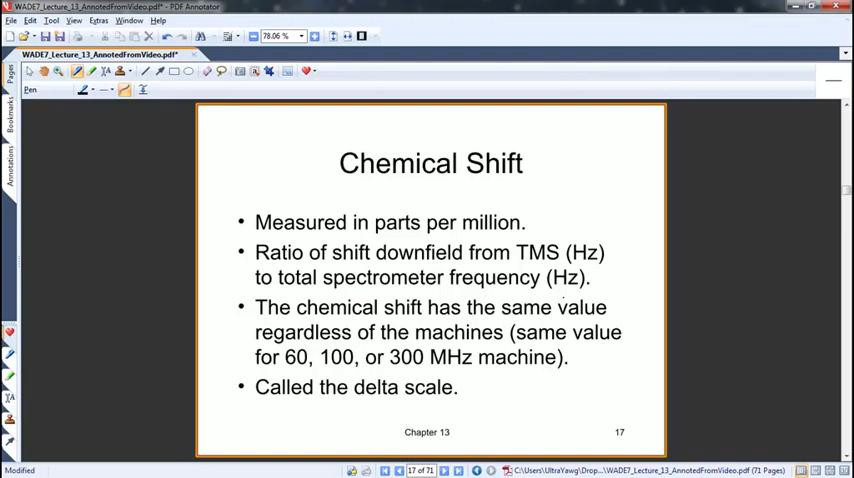 WADE7_Lecture_13_AnnotatedFromVideo.pdf* - PDF Annotator
File Edit Tool View Extras Window Help
78.06 %
WADE7_Lecture_13_AnnotatedFromVideo.pdf*
Pen
Pages
Bookmarks
Annotations
Chemical Shift
• Measured in parts per million.
• Ratio of shift downfield from TMS (Hz)
to total spectrometer frequency (Hz).
• The chemical shift has the same value
regardless of the machines (same value
for 60, 100, or 300 MHz machine).
• Called the delta scale.
Chapter 13
17
Modified
17 of 71
C:\Users\UltraYawg\Drop...\WADE7_Lecture_13_AnnotatedFromVideo.pdf (71 Pages)